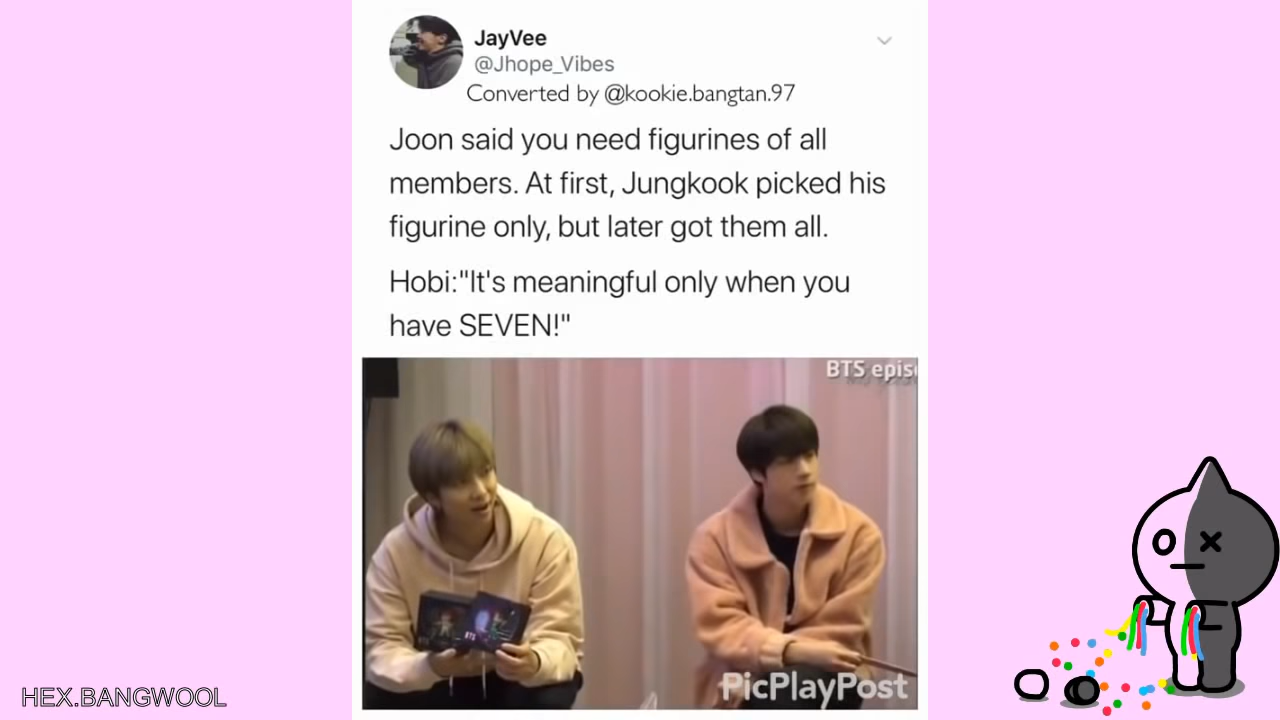 JayVee
@Jhope_Vibes
Converted by @kookie.bangtan.97
Joon said you need figurines of all
members. At first, Jungkook picked his
figurine only, but later got them all.
Hobi:"It's meaningful only when you
have SEVEN!"
BTS epis
BTS
PicPlayPost
HEX.BANGWOOL